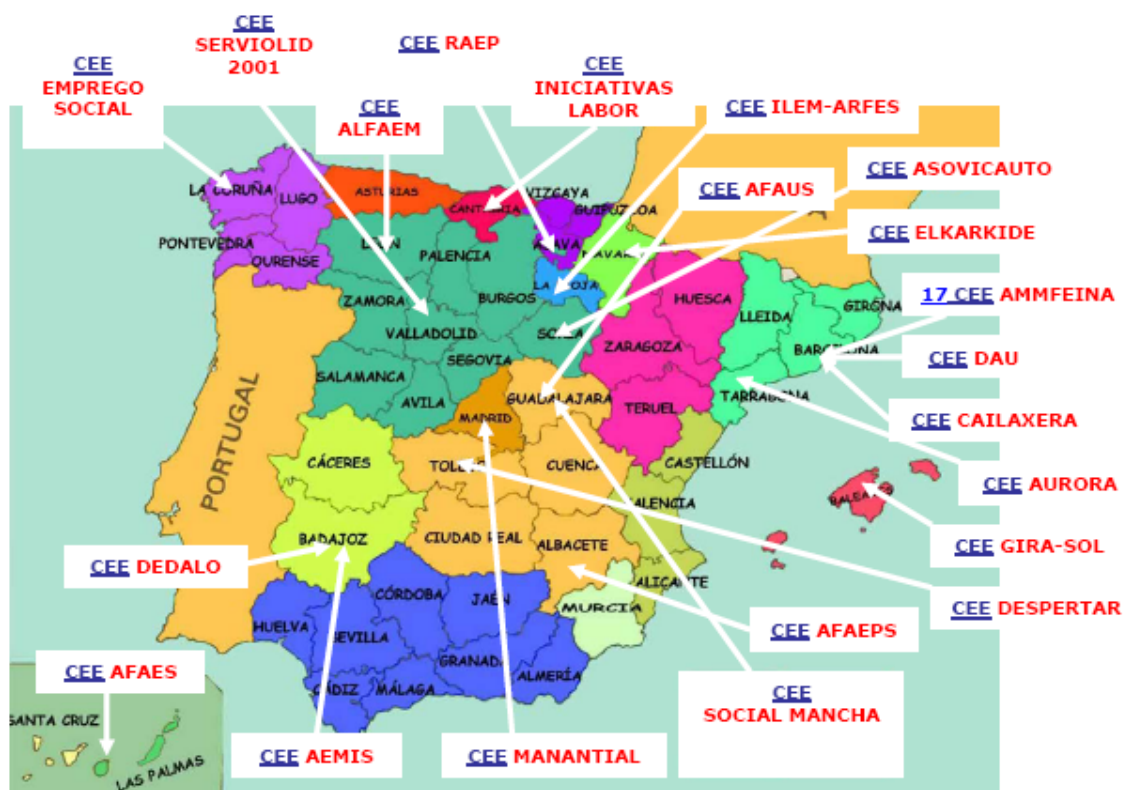 CEE
SERVIOLID
2001
CEE RAEP
CEE
EMPREGO
SOCIAL
CEE
INICIATIVAS
LABOR
CEE
ALFAEM
CEE ILEM-ARFES
CEE ASOVICAUTO
CEE AFAUS
CEE ELKARKIDE
17 CEE AMMFEINA
CEE DAU
CEE CAILAXERA
CEE AURORA
CEE GIRA-SOL
CEE DESPERTAR
CEE AFAEPS
CEE
SOCIAL MANCHA
CEE MANANTIAL
CEE AEMIS
CEE DEDALO
CEE AFAES
LA CORUÑA
LUGO
ASTURIAS
CANTABRIA
VIZCAYA
GUIPUZCOA
PONTEVEDRA
OURENSE
LEON
PALENCIA
BURGOS
ALAVA
NAVARRA
LA RIOJA
HUESCA
LLEIDA
GIRONA
ZAMORA
VALLADOLID
SORIA
ZARAGOZA
BARCELONA
SALAMANCA
SEGOVIA
AVILA
MADRID
GUADALAJARA
TERUEL
TARRAGONA
PORTUGAL
CÁCERES
TOLEDO
CUENCA
CASTELLÓN
VALENCIA
BALEARES
BADAJOZ
CIUDAD REAL
ALBACETE
ALICANTE
MURCIA
CÓRDOBA
JAÉN
HUELVA
SEVILLA
GRANADA
ALMERÍA
CÁDIZ
MÁLAGA
SANTA CRUZ
LAS PALMAS